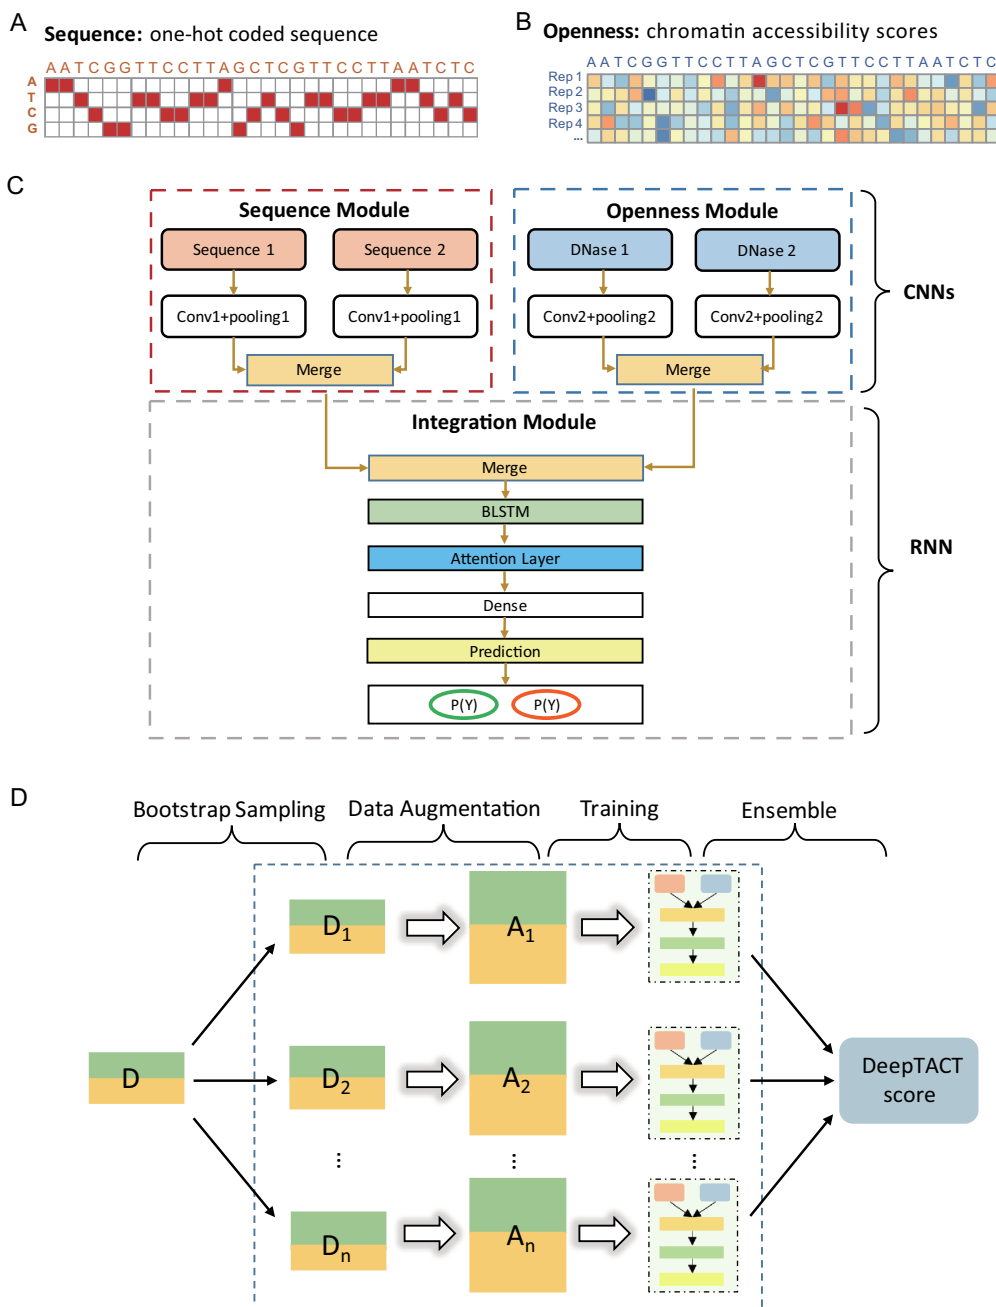 A
Sequence: one-hot coded sequence
A A T C G G T T C C T T A G C T C G T T C C T T A A T C T C
A
T
C
G
B
Openness: chromatin accessibility scores
A A T C G G T T C C T T A G C T C G T T C C T T A A T C T C
Rep 1
Rep 2
Rep 3
Rep 4
...
C
Sequence Module
Openness Module
Sequence 1
Sequence 2
DNase 1
DNase 2
Conv1+pooling1
Conv1+pooling1
Conv2+pooling2
Conv2+pooling2
Merge
Merge
CNNs
Integration Module
Merge
BLSTM
Attention Layer
Dense
Prediction
P(Y)
P(Y)
RNN
D
Bootstrap Sampling
Data Augmentation
Training
Ensemble
D1
A1
D
D2
A2
DeepTACT
score
...
...
...
Dn
An